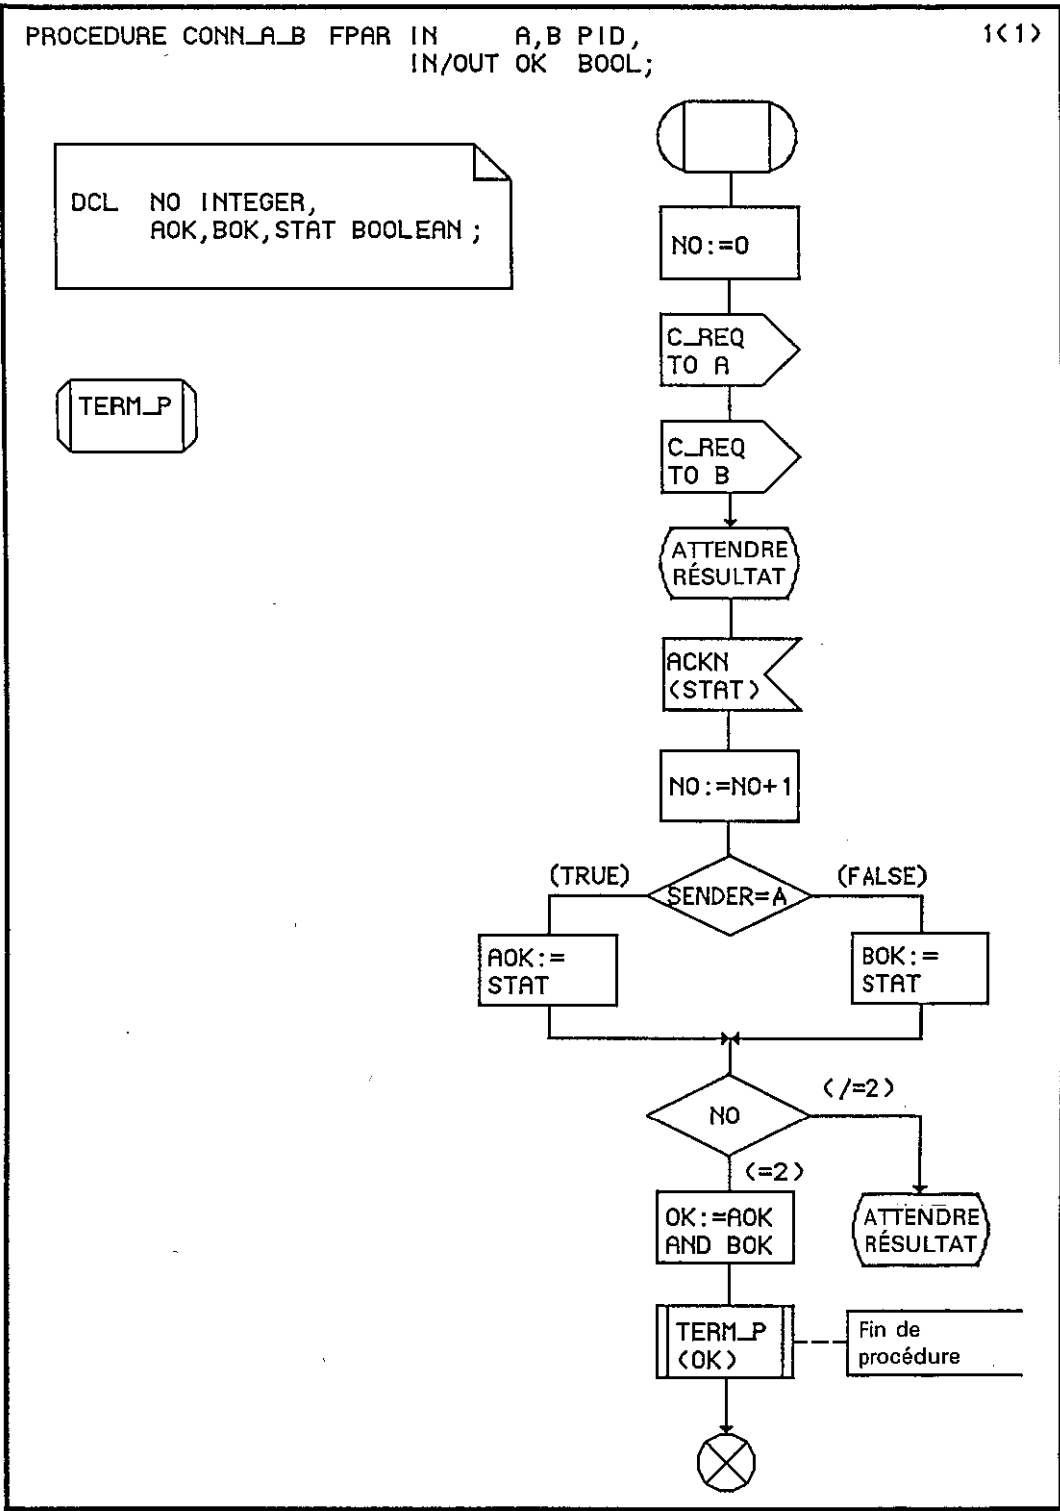 PROCEDURE CONN_A_B FPAR IN A,B PID,
IN/OUT OK BOOL;
1(1)
DCL NO INTEGER,
AOK,BOK,STAT BOOLEAN;
TERM_P
NO:=0
C_REQ
TO A
C_REQ
TO B
ATTENDRE
RÉSULTAT
ACKN
(STAT)
NO:=NO+1
(TRUE)
SENDER=A
(FALSE)
AOK:=
STAT
BOK:=
STAT
NO
(/=2)
(=2)
OK:=AOK
AND BOK
ATTENDRE
RÉSULTAT
TERM_P
(OK)
Fin de
procédure